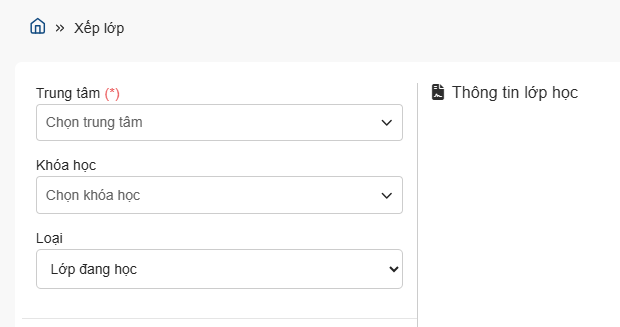 » Xếp lớp
Trung tâm (*)
Chọn trung tâm
Khóa học
Chọn khóa học
Loại
Lớp đang học
Thông tin lớp học